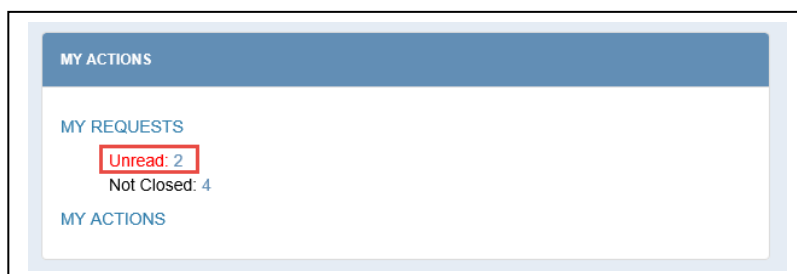 MY ACTIONS
MY REQUESTS
Unread: 2
Not Closed: 4
MY ACTIONS